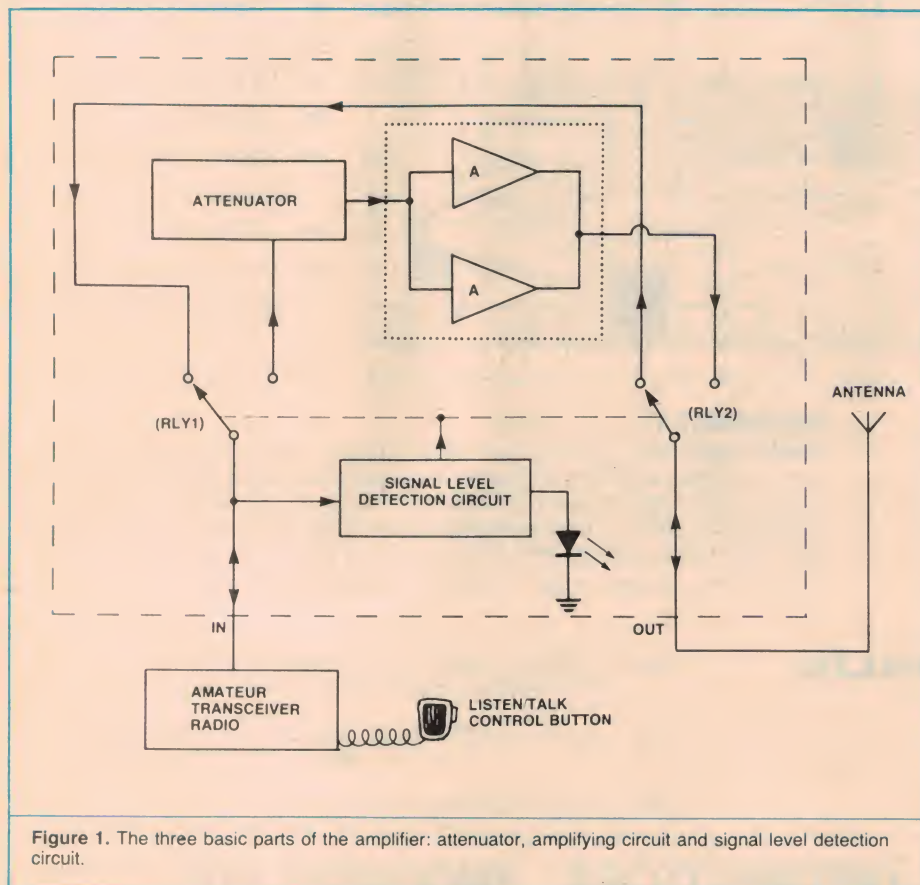 ATTENUATOR
A
A
(RLY1)
(RLY2)
ANTENNA
SIGNAL LEVEL
DETECTION CIRCUIT
IN
OUT
AMATEUR
TRANSCEIVER
RADIO
LISTEN/TALK
CONTROL BUTTON
Figure 1. The three basic parts of the amplifier: attenuator, amplifying circuit and signal level detection
circuit.